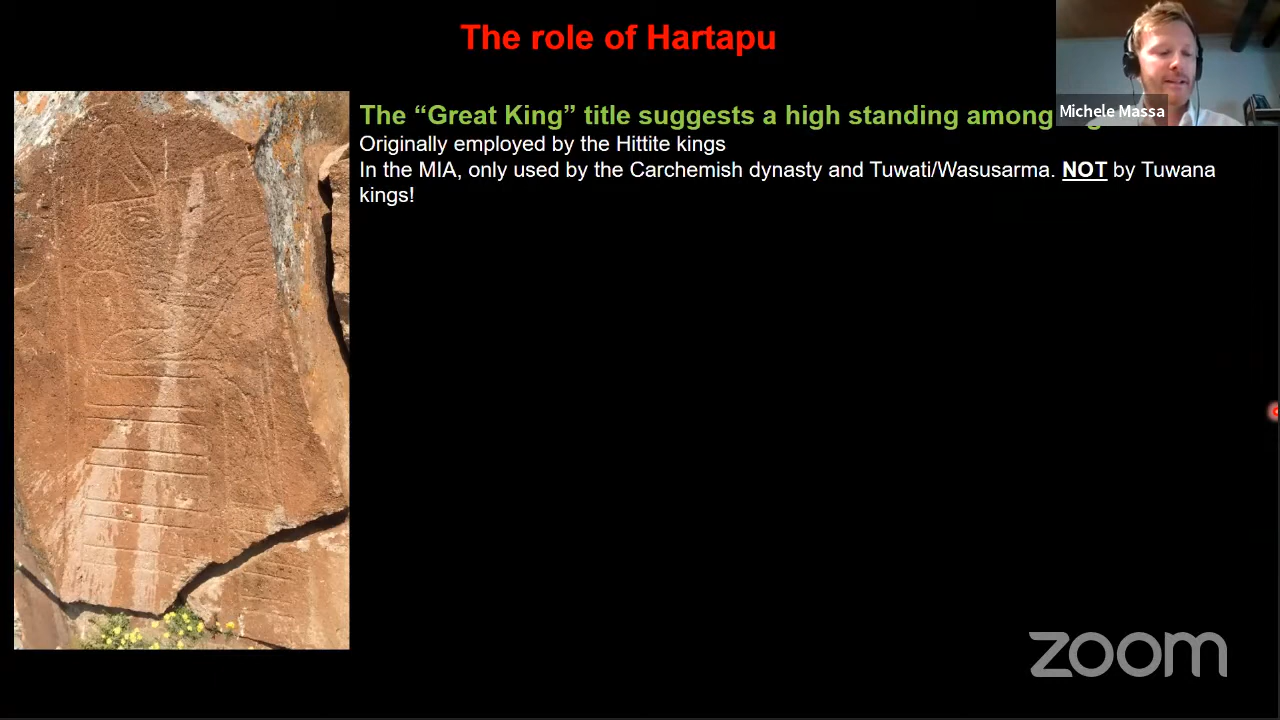 The role of Hartapu
The “Great King” title suggests a high standing among
Michele Massa
Originally employed by the Hittite kings
In the MIA, only used by the Carchemish dynasty and Tuwati/Wasusarma. NOT by Tuwana
kings!
zoom